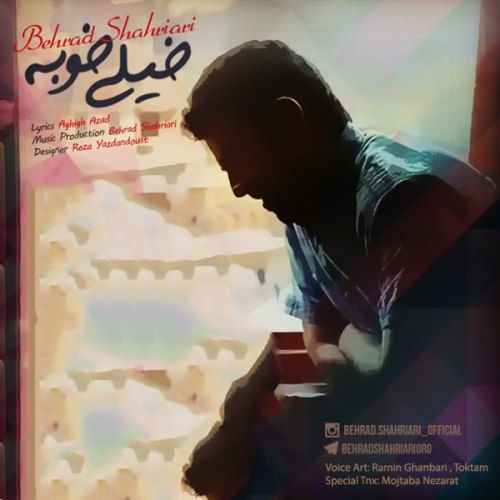 Behrad Shahriari
خیلی خوبه
Lyrics Aghigh Azad
Music Production Behrad Shahriari
Designer Reza Yazdandoust
BEHRAD.SHAHRIARI_OFFICIAL
BEHRADSHAHRIARIORG
Voice Art: Ramin Ghanbari , Toktam
Special Tnx: Mojtaba Nezarat